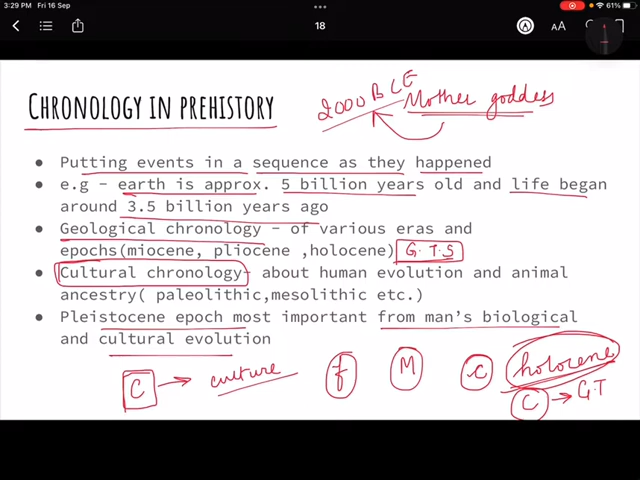 3:29 PM Fri 16 Sep
61%
18
AA
CHRONOLOGY IN PREHISTORY
2000 BCE
Mother goddess
● Putting events in a sequence as they happened
● e.g – earth is approx. 5 billion years old and life began
around 3.5 billion years ago
● Geological chronology – of various eras and
epochs(miocene, pliocene ,holocene) G.T.S
● Cultural chronology- about human evolution and animal
ancestry( paleolithic,mesolithic etc.)
● Pleistocene epoch most important from man's biological
and cultural evolution
C → culture f M C holocene
C → G.T